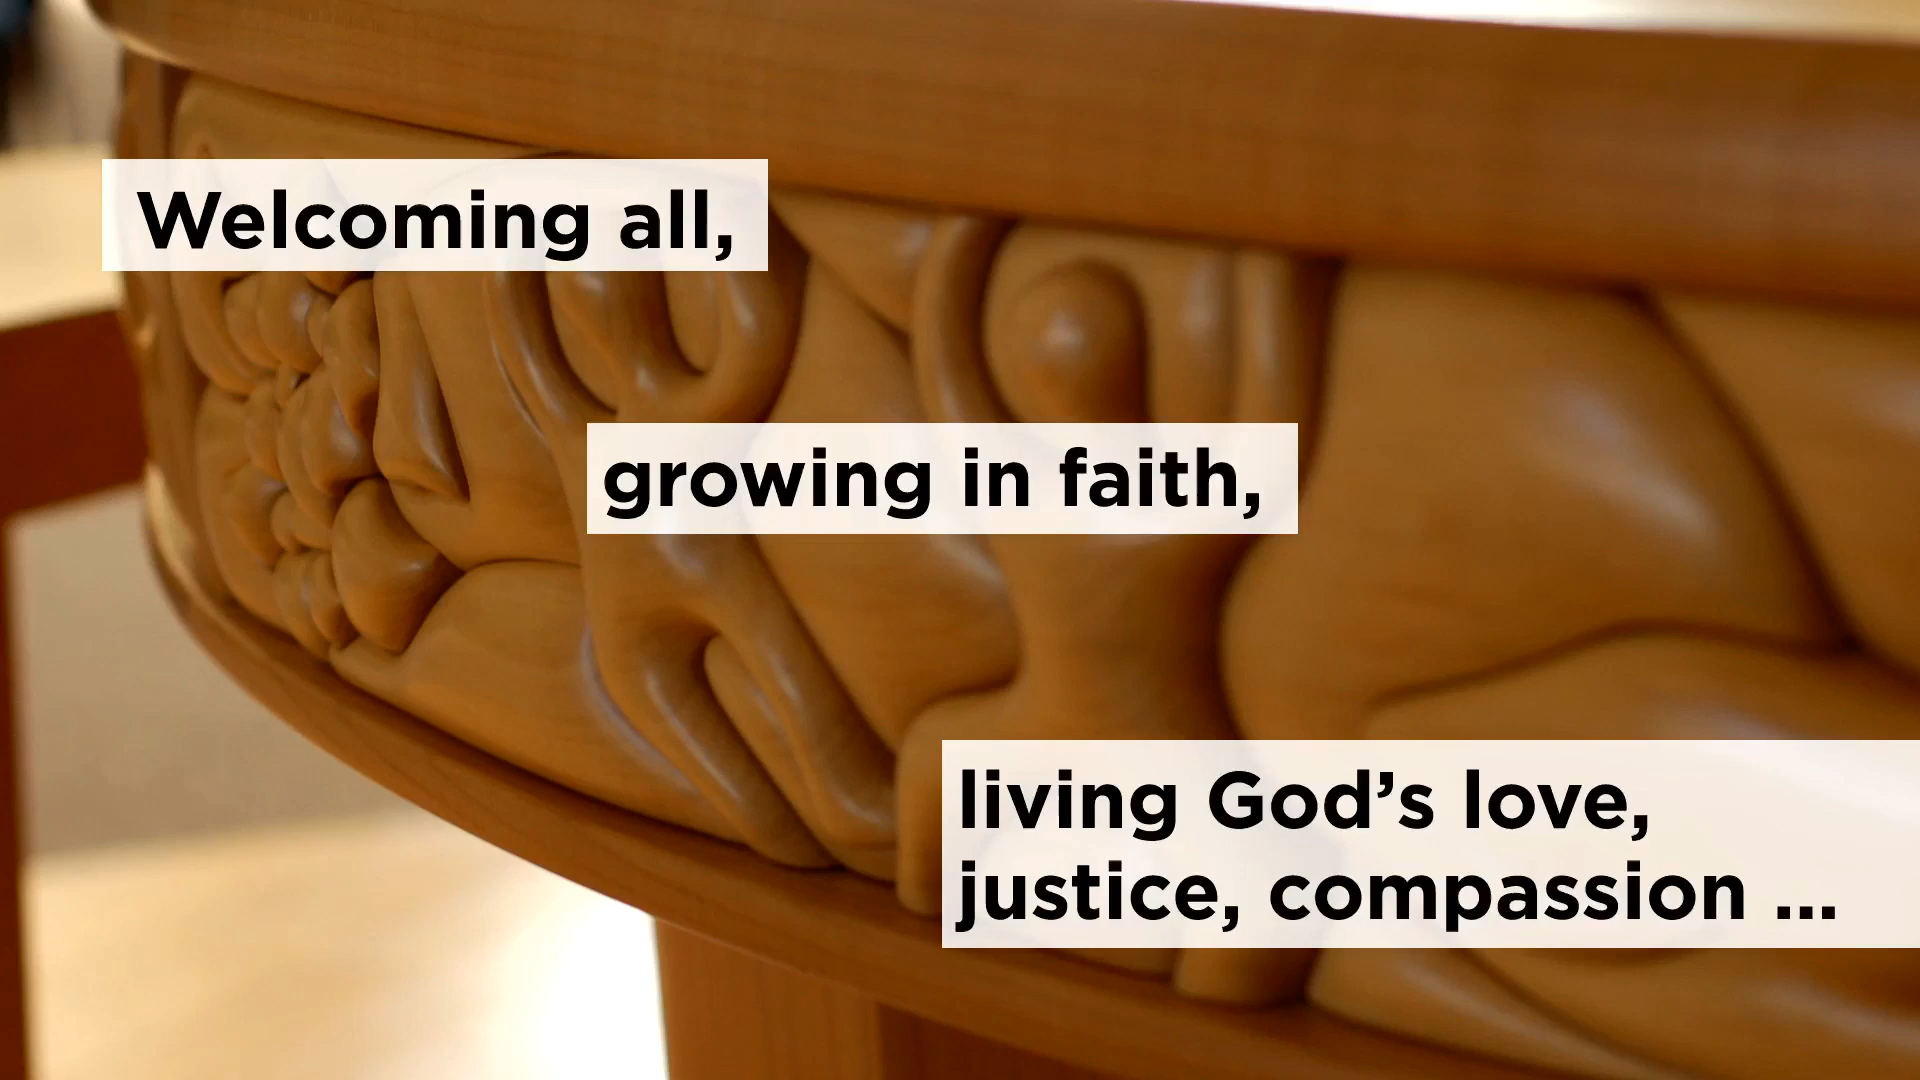 Welcoming all,
growing in faith,
living God’s love,
justice, compassion ...